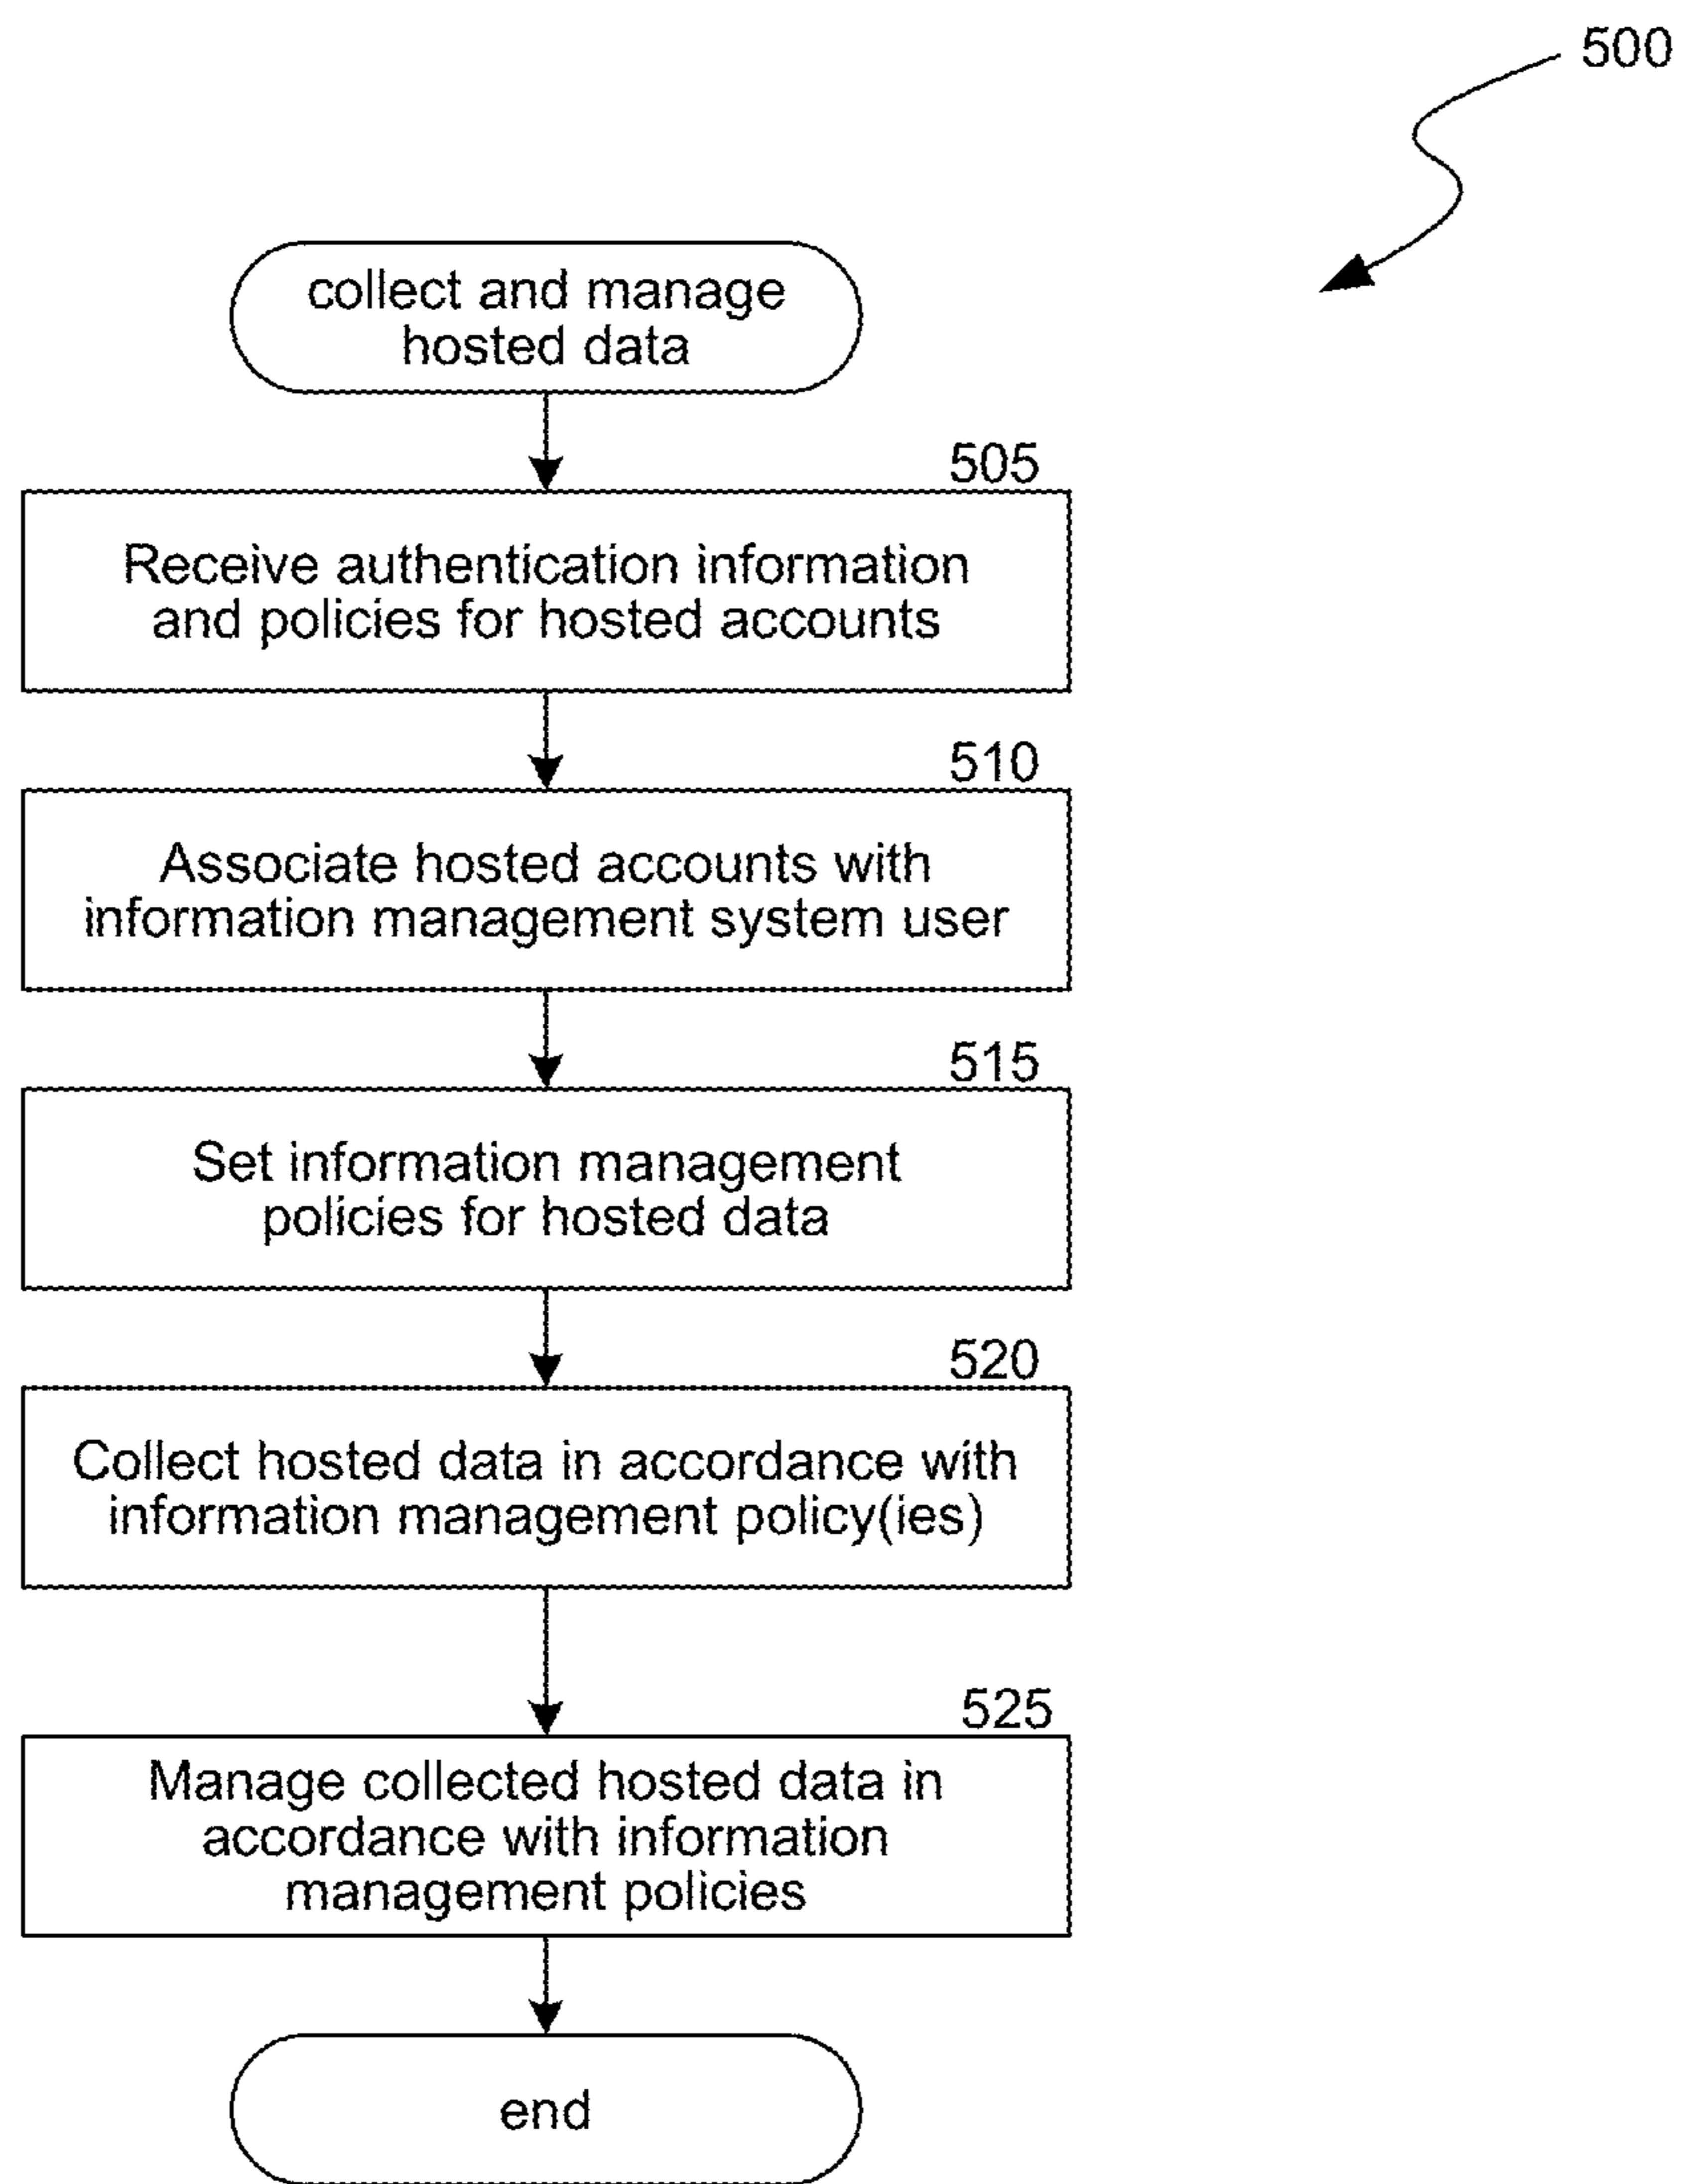 500
collect and manage
hosted data
505
Receive authentication information
and policies for hosted accounts
510
Associate hosted accounts with
information management system user
515
Set information management
policies for hosted data
520
Collect hosted data in accordance with
information management policy(ies)
525
Manage collected hosted data in
accordance with information
management policies
end